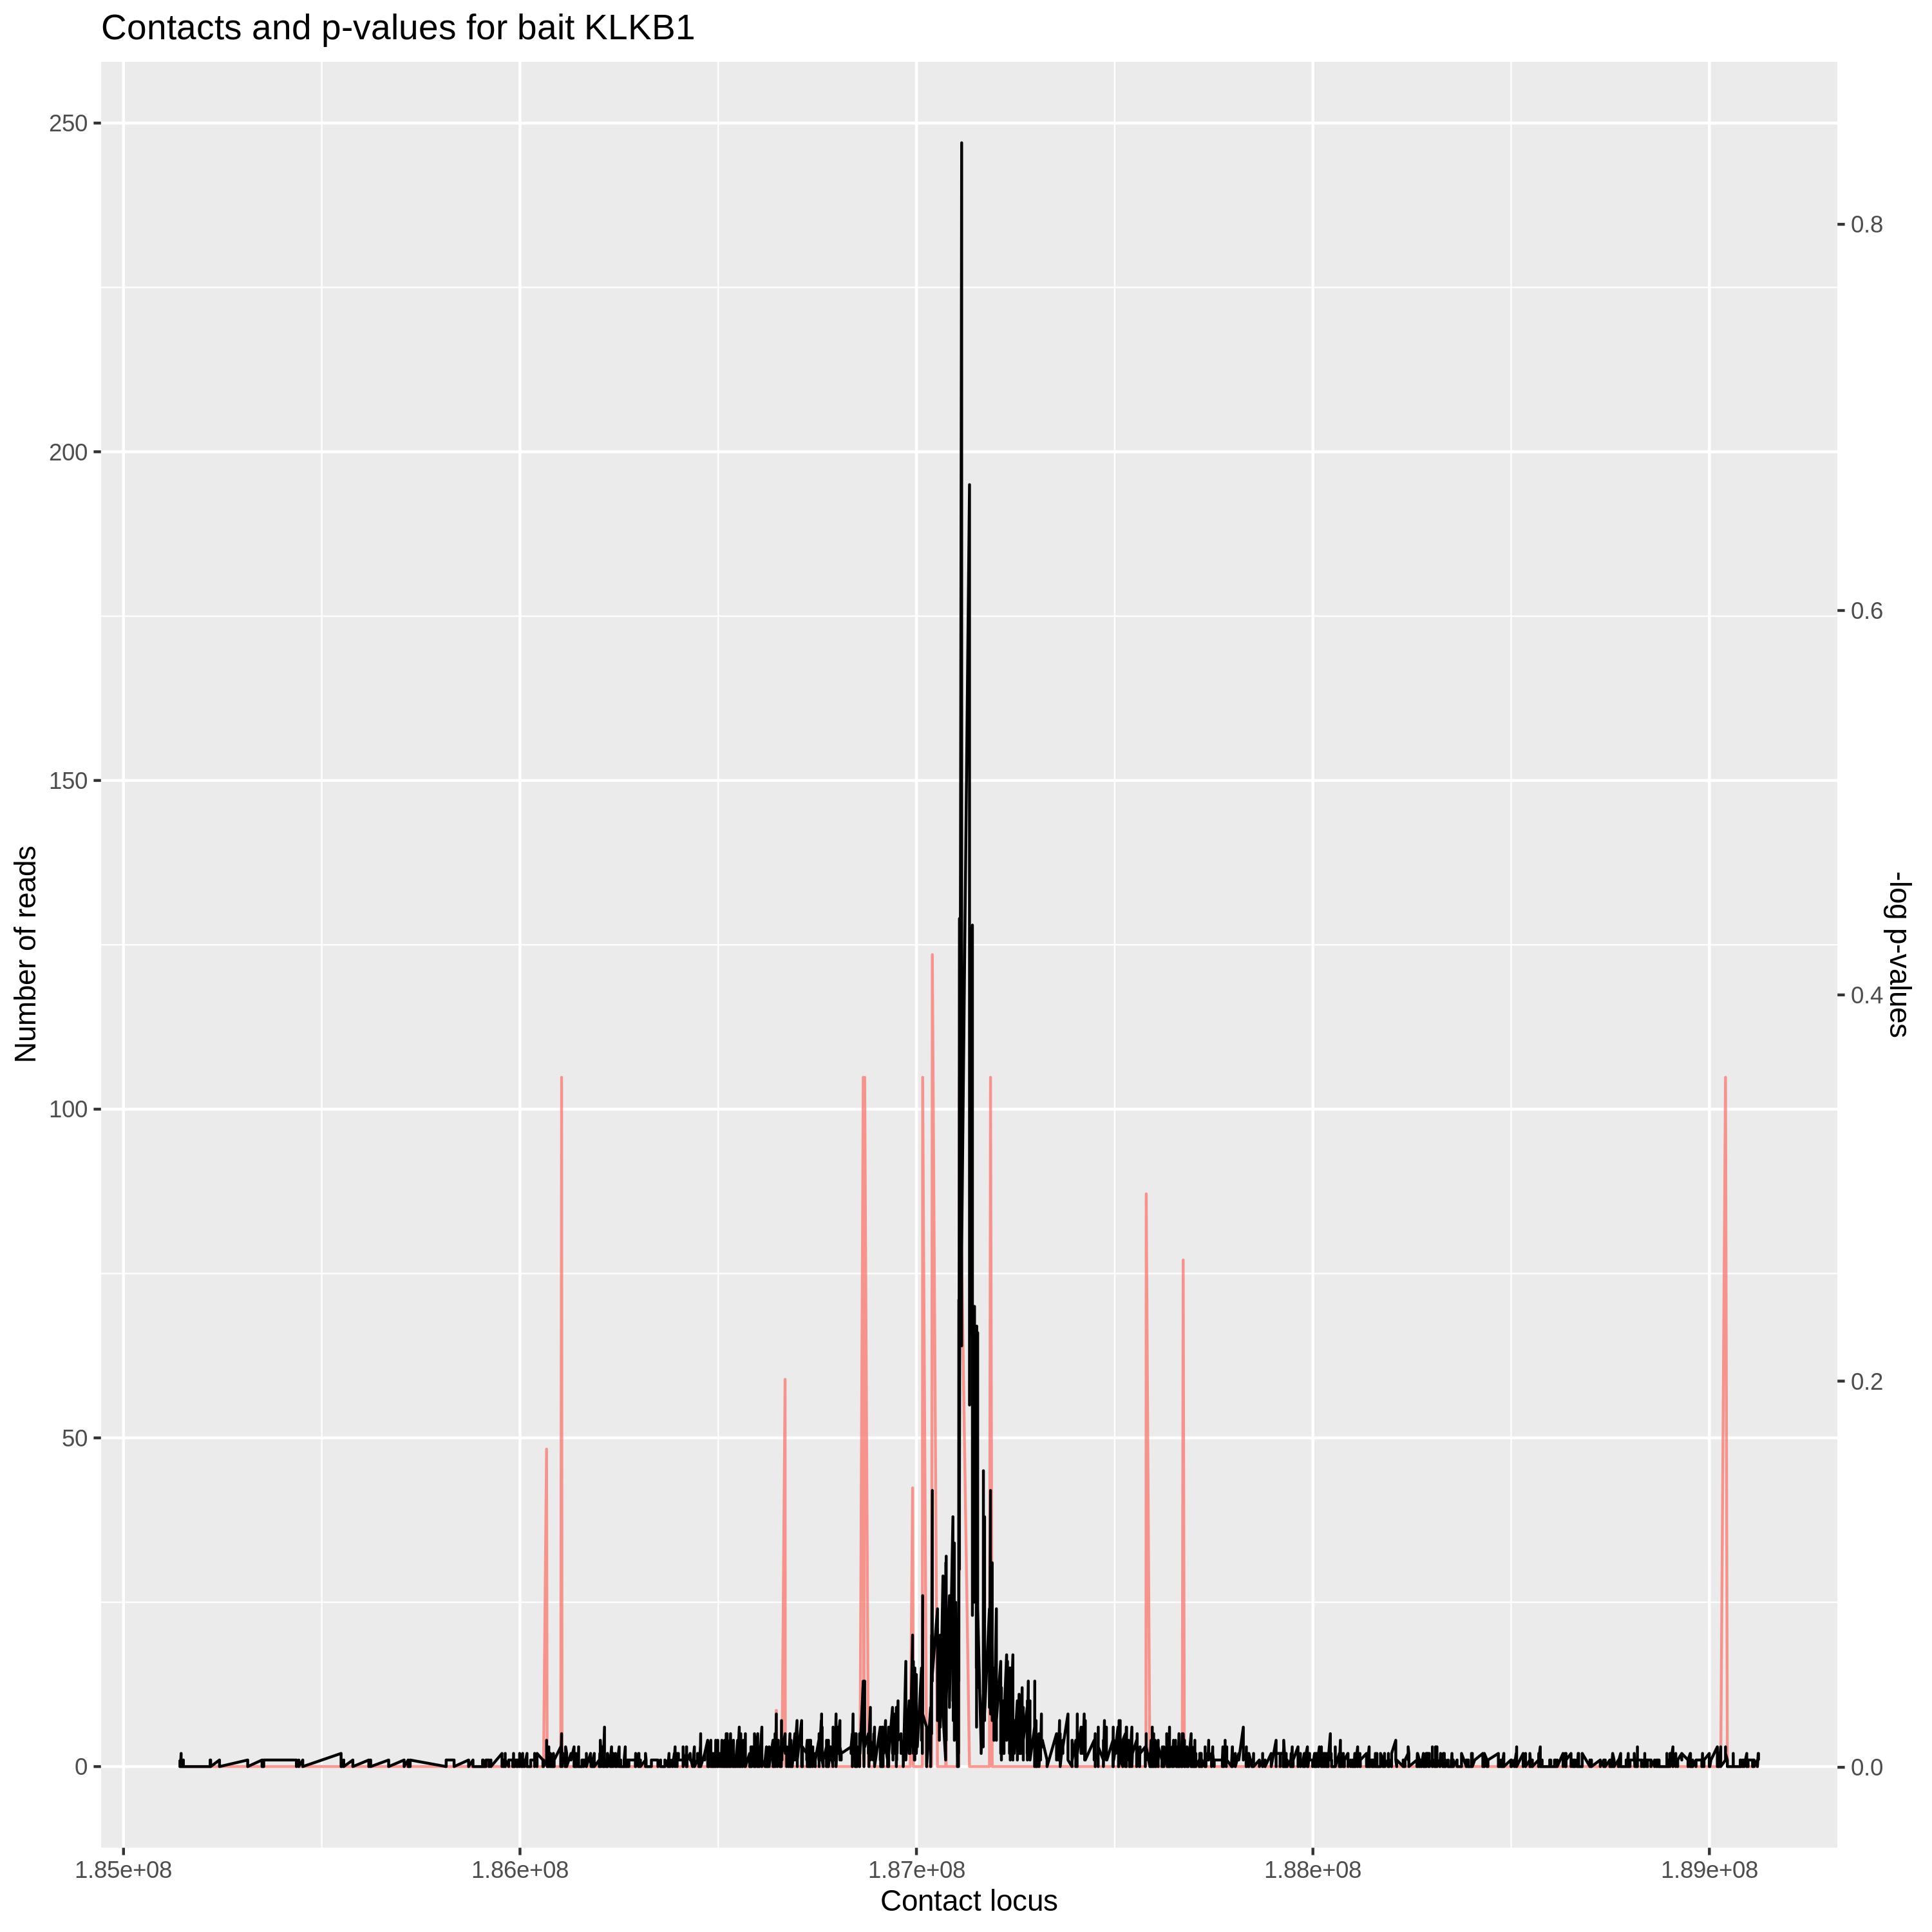 Contacts and p-values for bait KLKB1
Number of reads
250
200
150
100
50
0
0.8
0.6
0.4
0.2
0.0
-log p-values
1.85e+08 1.86e+08 1.87e+08 1.88e+08 1.89e+08
Contact locus